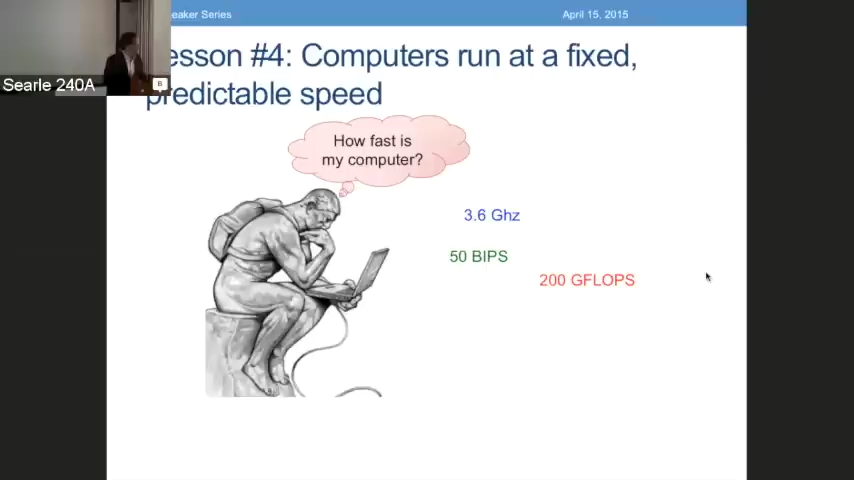 eaker Series
April 15, 2015
Searle 240A
B
esson #4: Computers run at a fixed,
predictable speed
How fast is
my computer?
3.6 Ghz
50 BIPS
200 GFLOPS